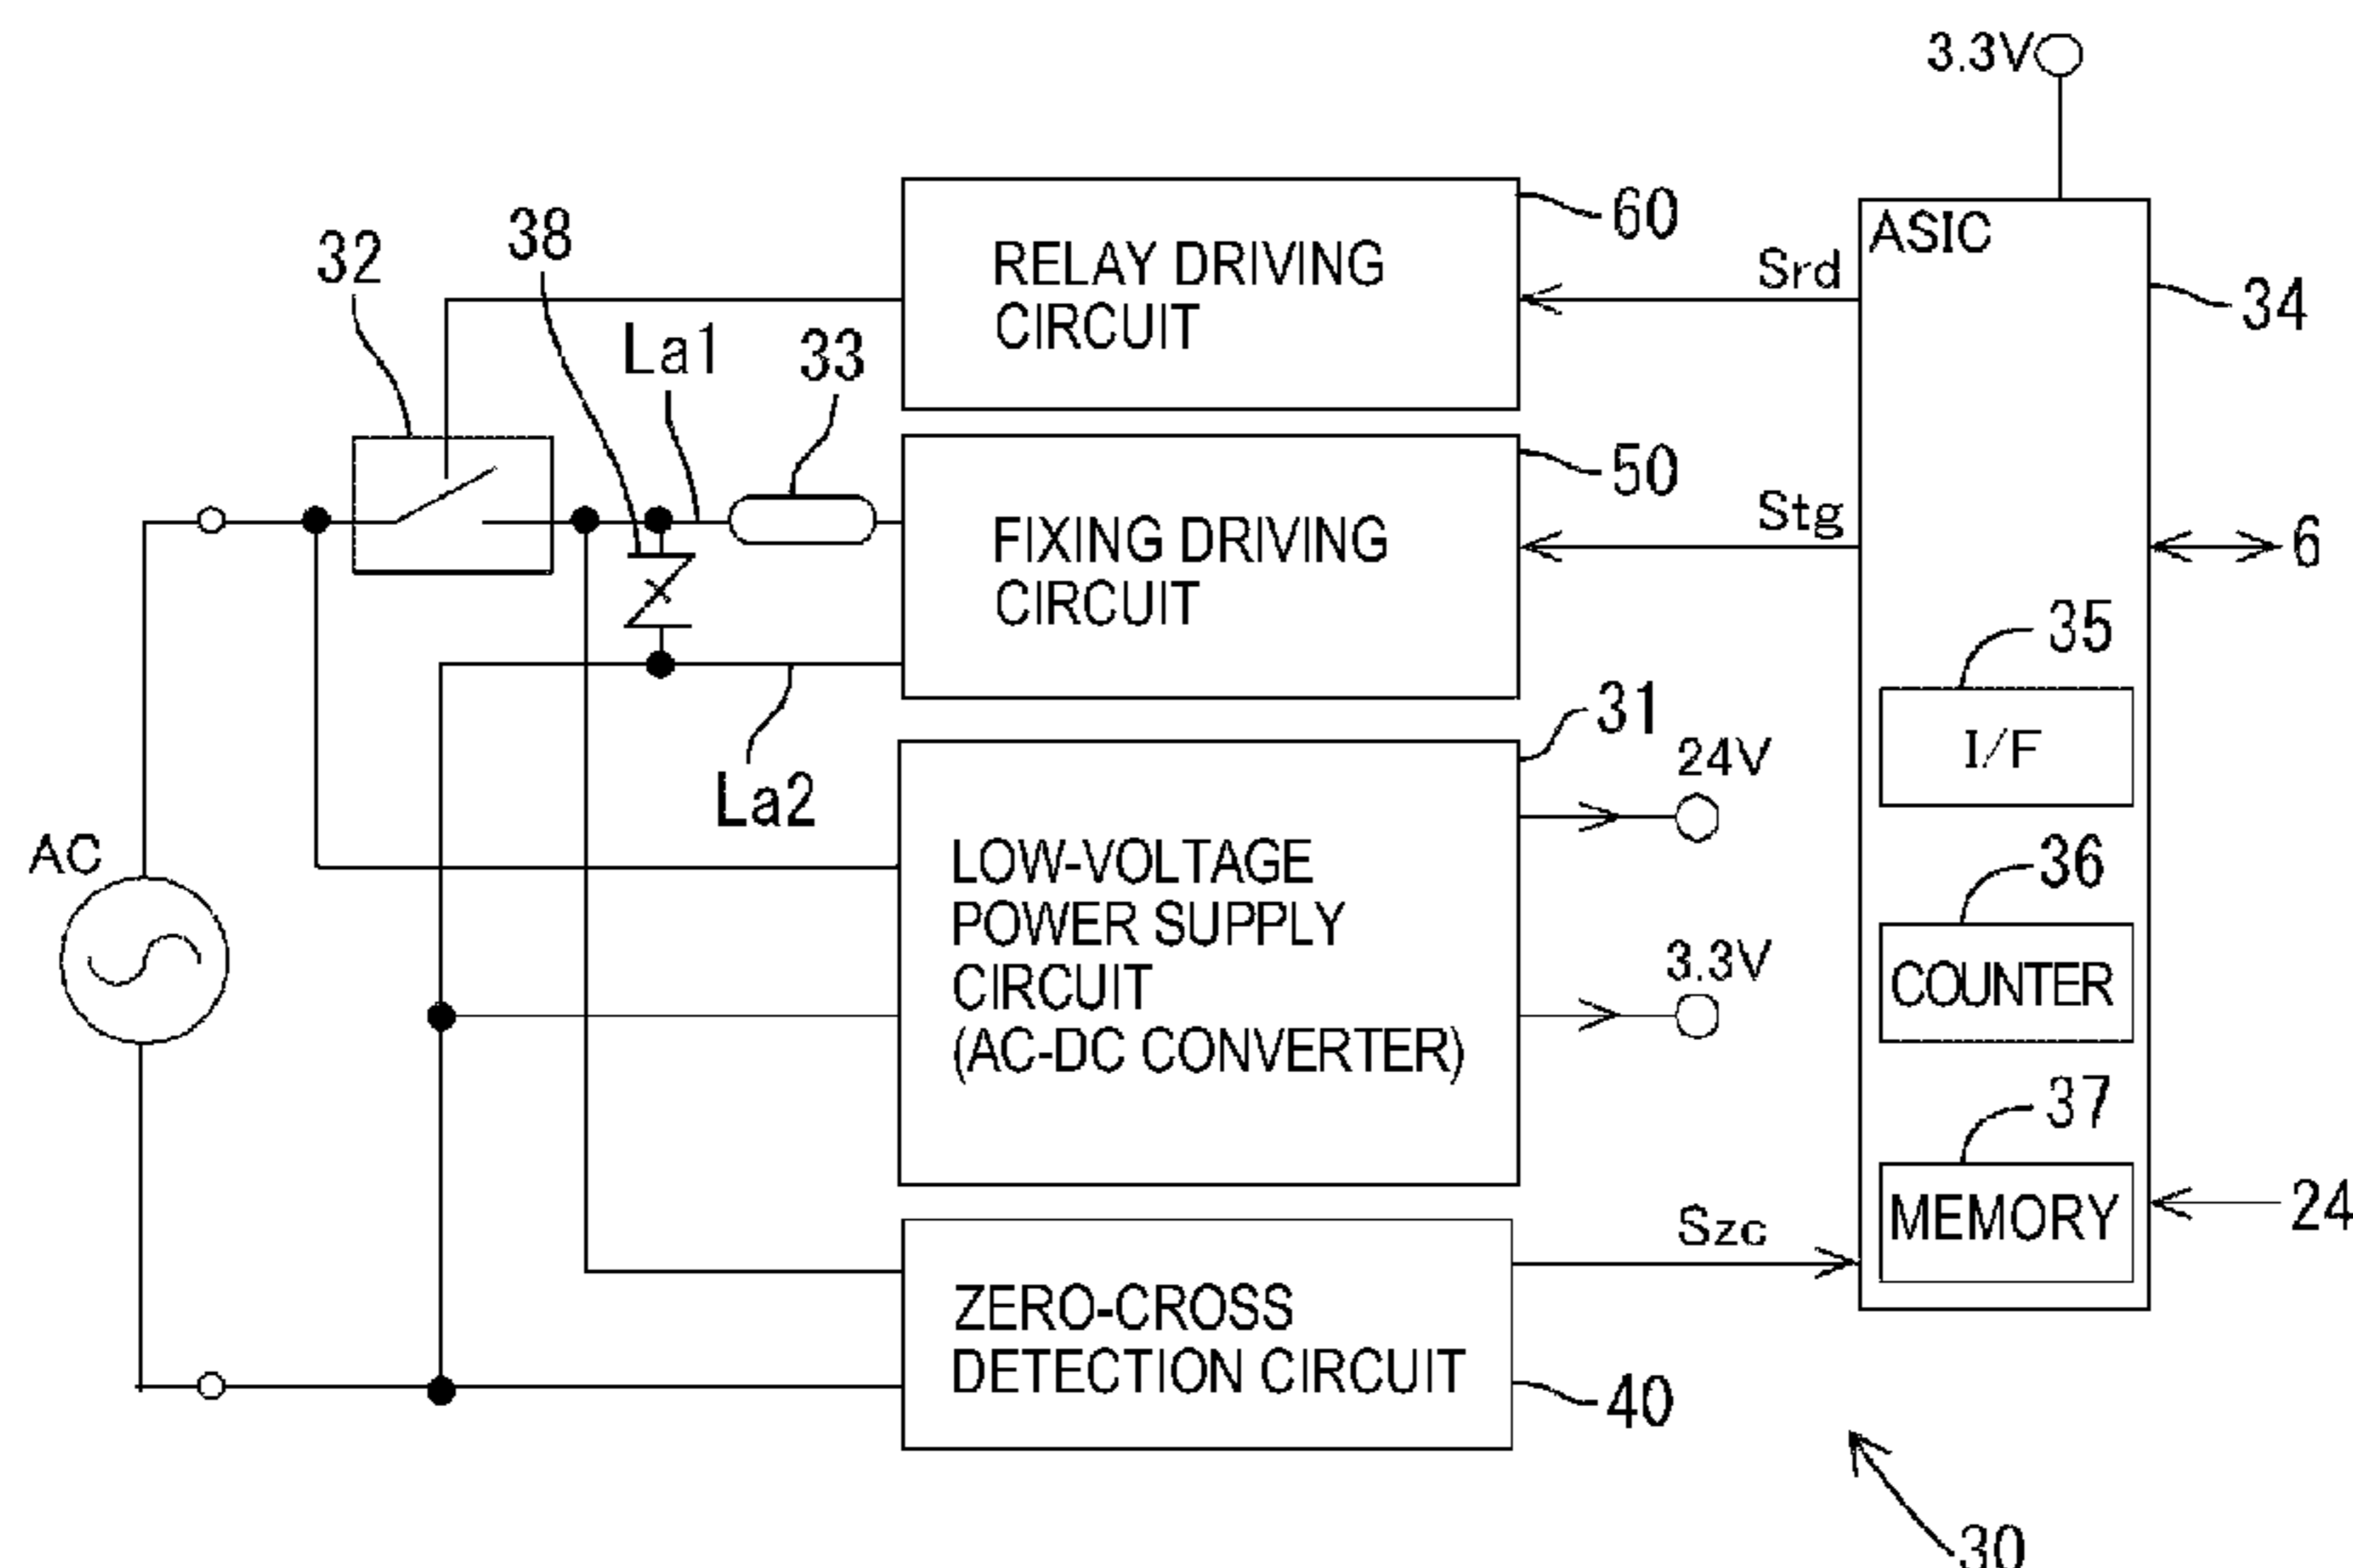 3.3V
60
ASIC
38
32
RELAY DRIVING
CIRCUIT
Srd
34
La1
33
50
Stg
FIXING DRIVING
CIRCUIT
6
35
31
I/F
24V
La2
AC
LOW-VOLTAGE
POWER SUPPLY
CIRCUIT
(AC-DC CONVERTER)
36
3.3V
COUNTER
37
MEMORY
24
Szc
ZERO-CROSS
DETECTION CIRCUIT
40
30